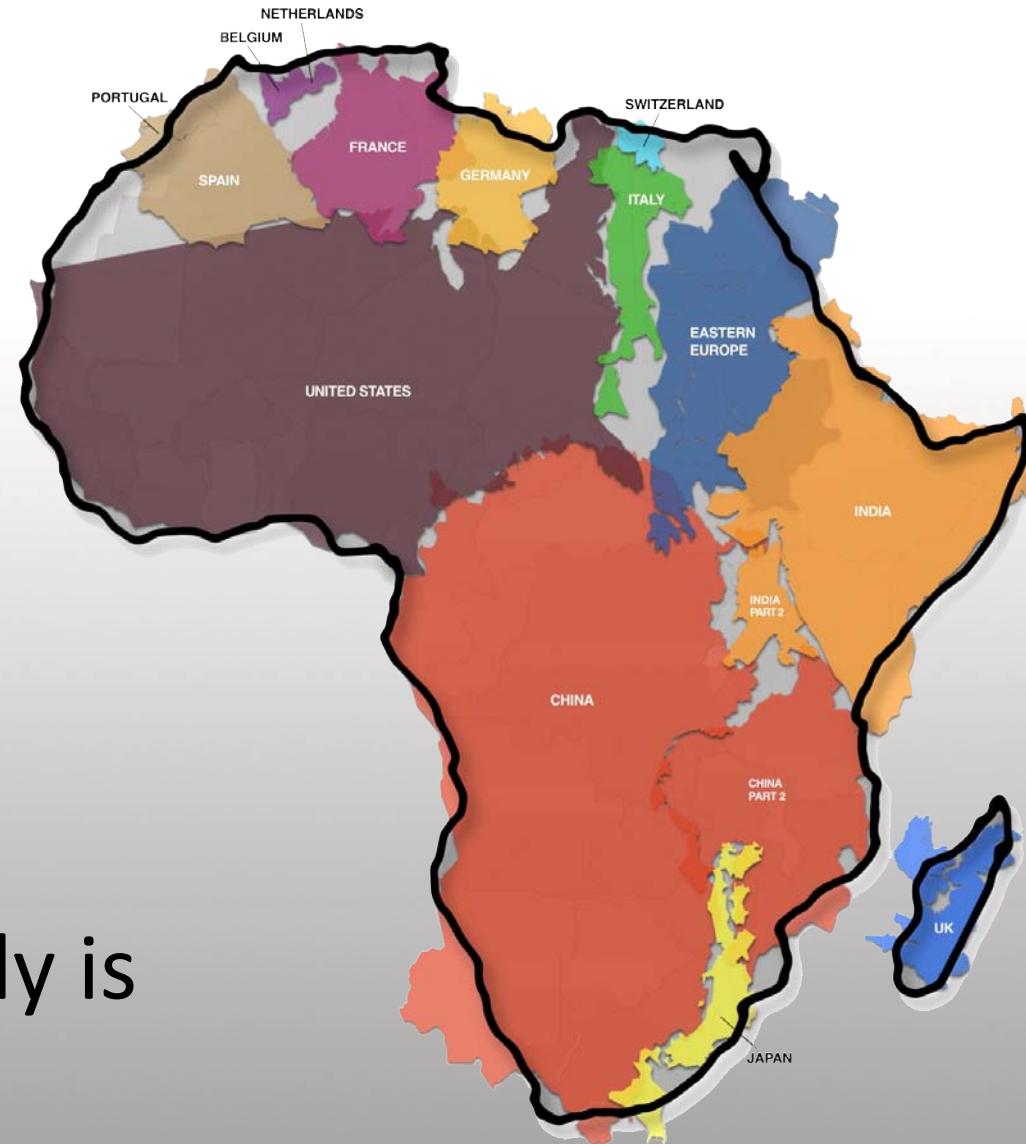 NETHERLANDS
BELGIUM
PORTUGAL
SWITZERLAND
FRANCE
SPAIN
GERMANY
ITALY
EASTERN
EUROPE
UNITED STATES
INDIA
INDIA
PART 2
CHINA
CHINA
PART 2
UK
is
JAPAN